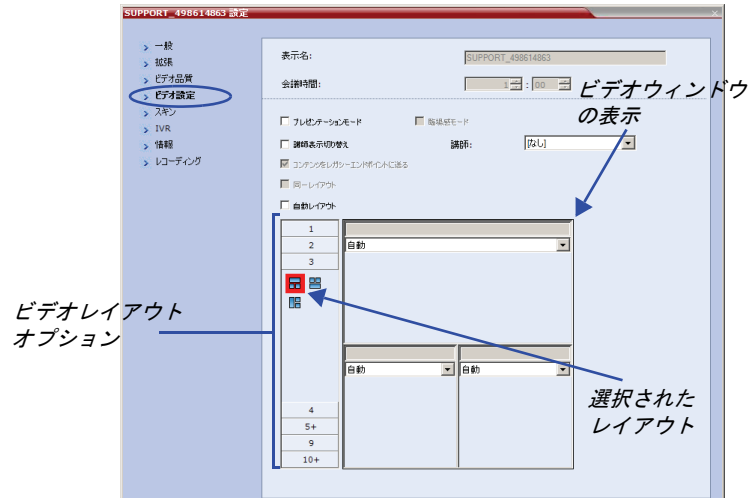 SUPPORT_498614863 設定
一般
拡張
ビデオ品質
ビデオ設定
スキン
IVR
情報
レコーディング
表示名:
SUPPORT_498614863
会議時間:
1 : 00
プレゼンテーションモード
臨場感モード
講師表示切り替え
講師:
[なし]
コンテンツをレガシーエンドポイントに送る
同一レイアウト
自動レイアウト
1
2
3
4
5+
9
10+
自動
自動
自動
ビデオウィンドウ
の表示
ビデオレイアウト
オプション
選択された
レイアウト